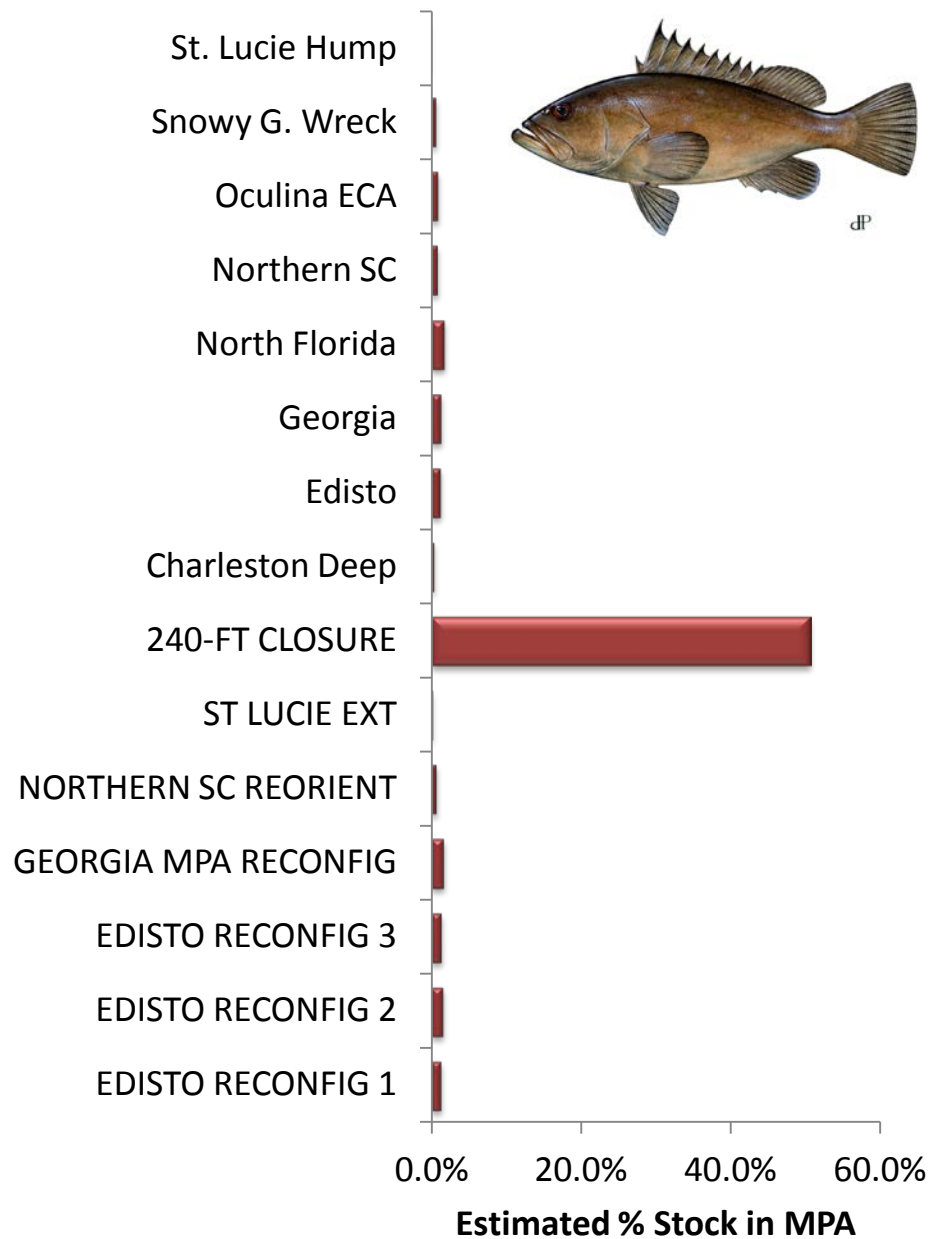 St. Lucie Hump
Snowy G. Wreck
Oculina ECA
Northern SC
North Florida
Georgia
Edisto
Charleston Deep
240-FT CLOSURE
ST LUCIE EXT
NORTHERN SC REORIENT
GEORGIA MPA RECONFIG
EDISTO RECONFIG 3
EDISTO RECONFIG 2
EDISTO RECONFIG 1
0.0% 20.0% 40.0% 60.0%
Estimated % Stock in MPA